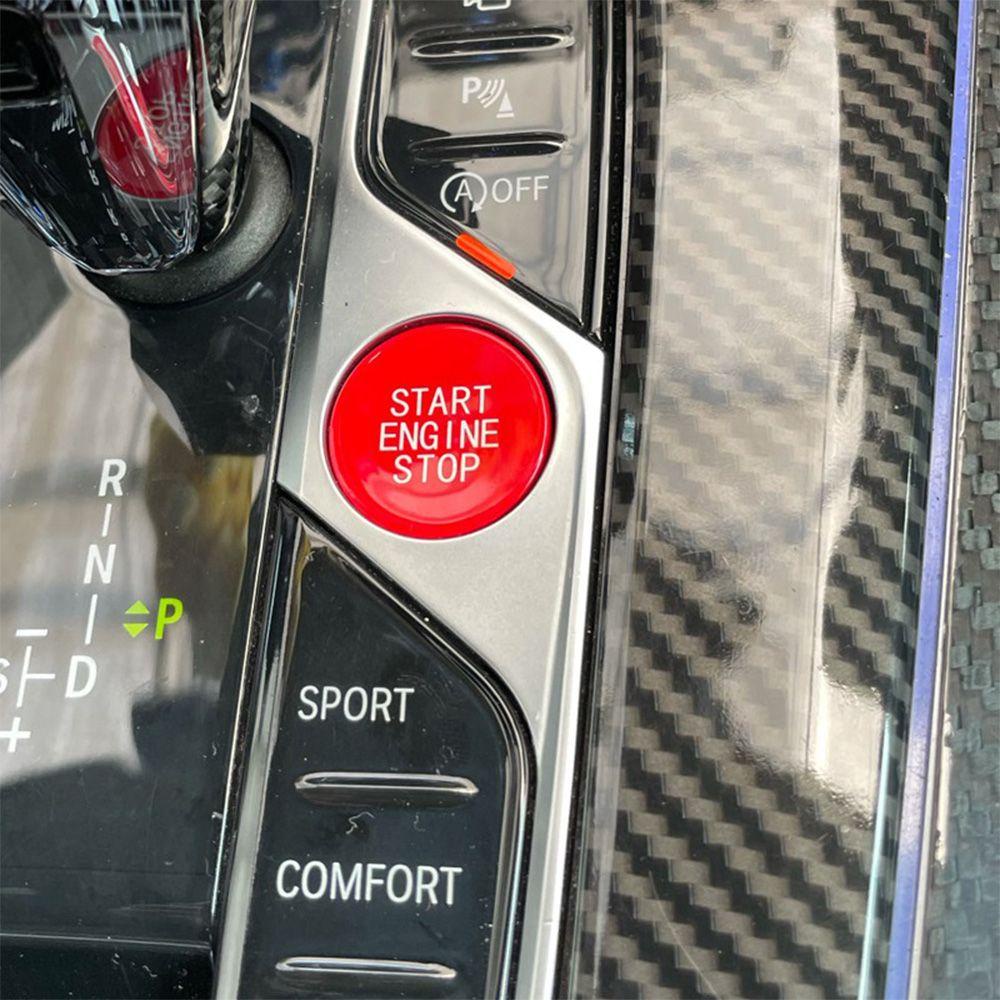 P
A OFF
START
ENGINE
STOP
R
N
P
S D
+
SPORT
COMFORT